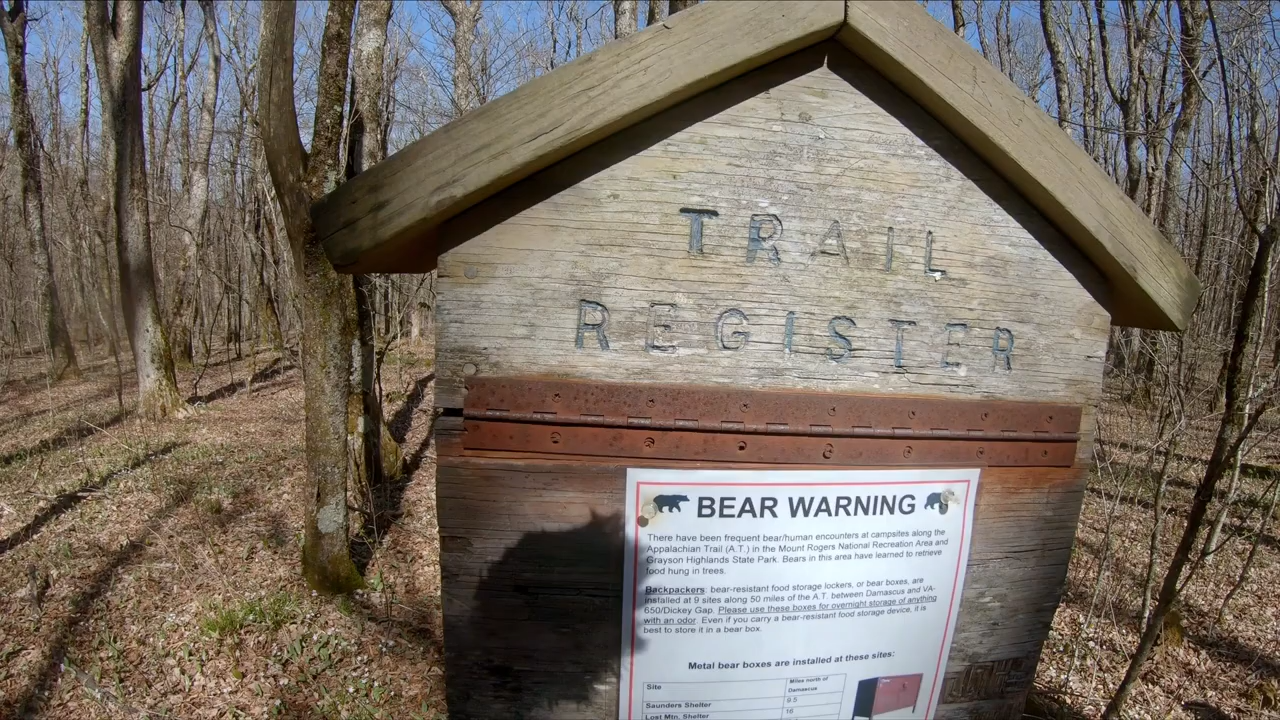 TRAIL
REGISTER
BEAR WARNING
There have been frequent bear/human encounters at campsites along the
Appalachian Trail (A.T.) in the Mount Rogers National Recreation Area and
Grayson Highlands State Park. Bears in this area have learned to retrieve
food hung in trees.
Backpackers: bear-resistant food storage lockers, or bear boxes, are
installed at 9 sites along 50 miles of the A.T. between Damascus and VA-
650/Dickey Gap. Please use these boxes for overnight storage of anything
with an odor. Even if you carry a bear-resistant food storage device, it is
best to store it in a bear box.
Metal bear boxes are installed at these sites:
Site Miles north of
Damascus
Saunders Shelter 9.5
Lost Mtn. Shelter 16